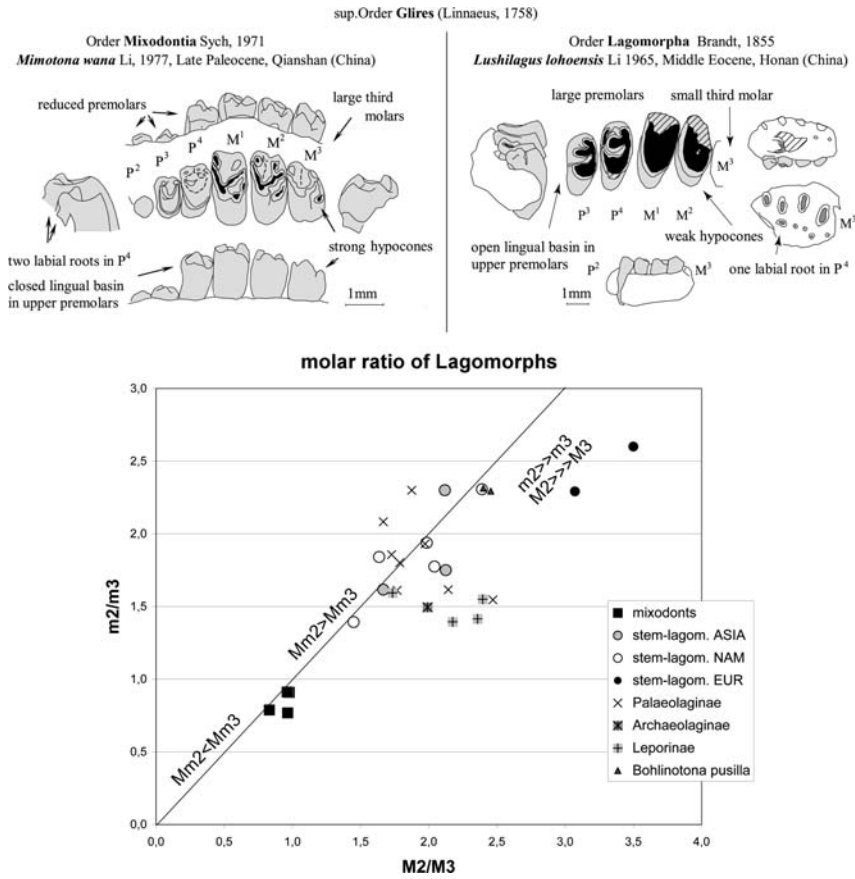 sup.Order Glires (Linnaeus, 1758)
Order Mixodontia Sych, 1971
Mimotona wana Li, 1977, Late Paleocene, Qianshan (China)
reduced premolars
large third
molars
P² P³ P⁴ M¹ M² M³
two labial roots in P⁴
closed lingual basin
in upper premolars
strong hypocones
1mm
Order Lagomorpha Brandt, 1855
Lushilagus lohoensis Li 1965, Middle Eocene, Honan (China)
large premolars
small third molar
M³
P³ P⁴ M¹ M²
M³
open lingual basin in
upper premolars
weak hypocones
one labial root in P⁴
P² M³
1mm
molar ratio of Lagomorphs
3,0
2,5
2,0
1,5
1,0
0,5
0,0
m2/m3
m2>>m3
M2>>>M3
Mm2>Mm3
Mm2<Mm3
mixodonts
stem-lagom. ASIA
stem-lagom. NAM
stem-lagom. EUR
Palaeolaginae
Archaeolaginae
Leporinae
Bohlinotona pusilla
0,0 0,5 1,0 1,5 2,0 2,5 3,0 3,5 4,0
M2/M3